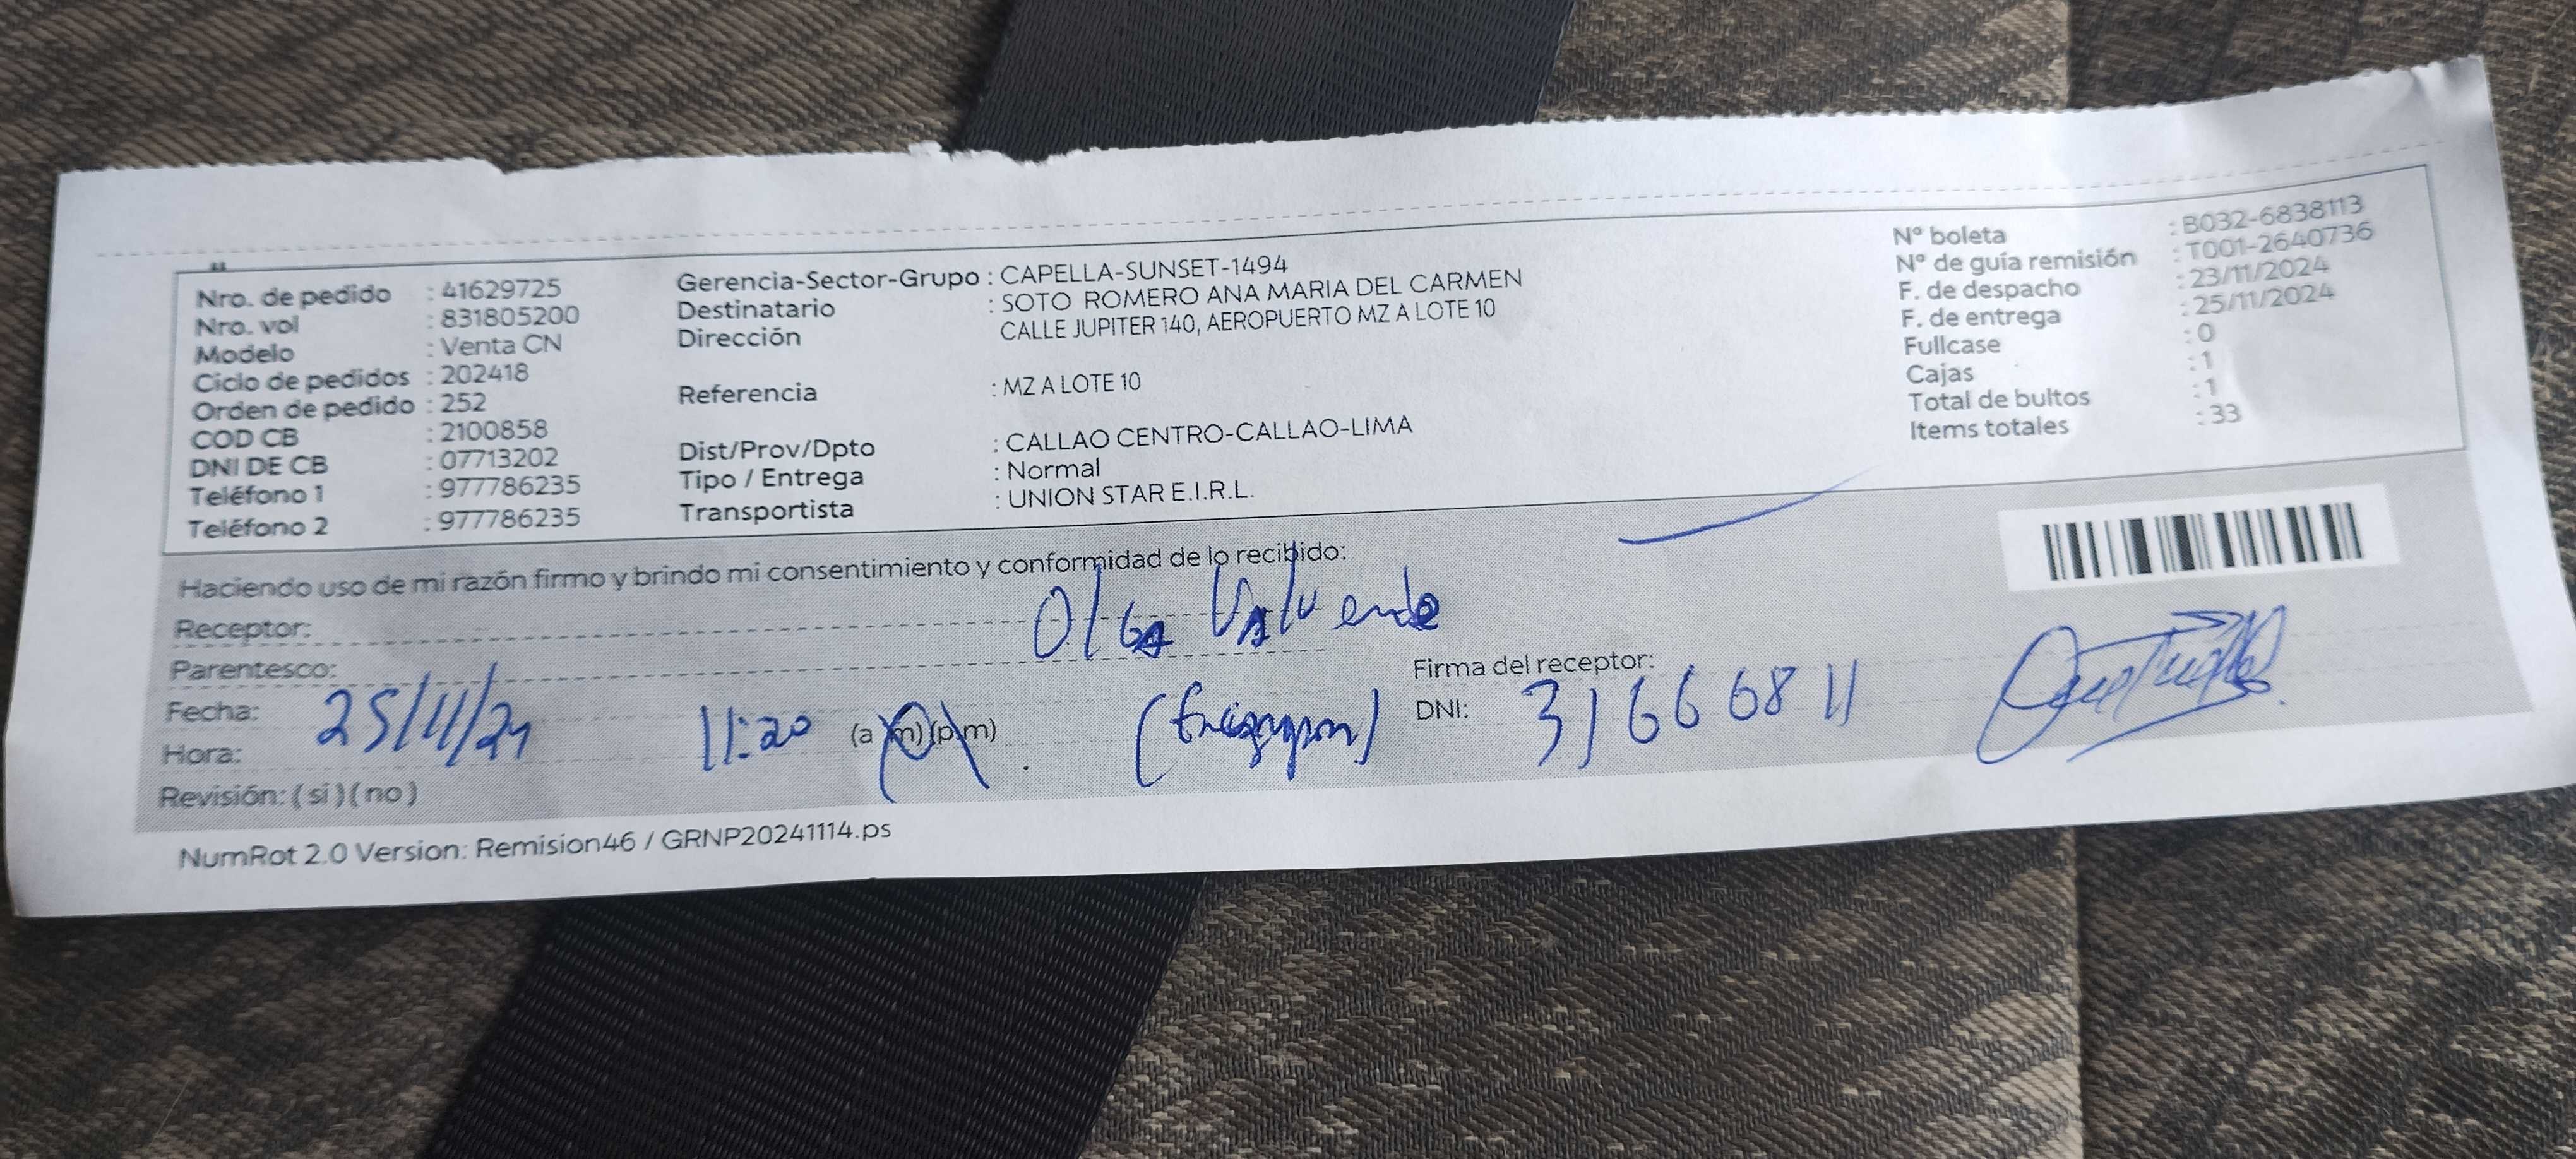 Nro. de pedido : 41629725
Nro. vol : 831805200
Modelo : Venta CN
Ciclo de pedidos : 202418
Orden de pedido : 252
COD CB : 2100858
DNI DE CB : 07713202
Teléfono 1 : 977786235
Teléfono 2 : 977786235
Gerencia-Sector-Grupo : CAPELLA-SUNSET-1494
Destinatario : SOTO ROMERO ANA MARIA DEL CARMEN
Dirección CALLE JUPITER 140, AEROPUERTO MZ A LOTE 10
Referencia : MZ A LOTE 10
Dist/Prov/Dpto : CALLAO CENTRO-CALLAO-LIMA
Tipo / Entrega : Normal
Transportista : UNION STAR E.I.R.L.
Nº boleta : B032-6838113
Nº de guía remisión : T001-2640736
F. de despacho : 23/11/2024
F. de entrega : 25/11/2024
Fullcase : 0
Cajas : 1
Total de bultos : 1
Items totales : 33
Haciendo uso de mi razón firmo y brindo mi consentimiento y conformidad de lo recibido:
Receptor: Olga Valverde
Parentesco:
Firma del receptor:
Fecha: 25/11/24
Hora: 11:20 (a m) (p m)
DNI: 31666811
Revisión: ( si ) ( no )
NumRot 2.0 Version: Remision46 / GRNP20241114.ps